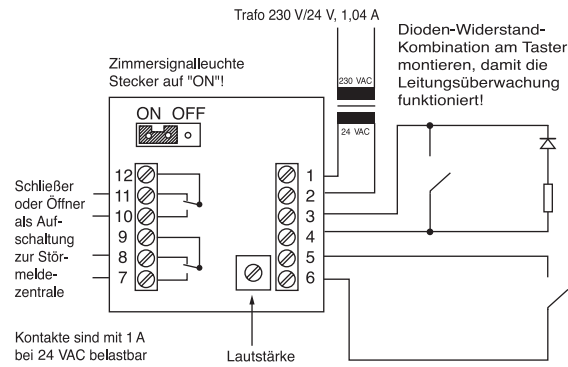 Trafo 230 V/24 V, 1,04 A
Dioden-Widerstand-
Kombination am Taster
montieren, damit die
Leitungsüberwachung
funktioniert!
Zimmersignalleuchte
Stecker auf "ON"!
230 VAC
24 VAC
ON OFF
12
11
10
9
8
7
1
2
3
4
5
6
Schließer
oder Öffner
als Auf-
schaltung
zur Stör-
melde-
zentrale
Kontakte sind mit 1 A
bei 24 VAC belastbar
Lautstärke